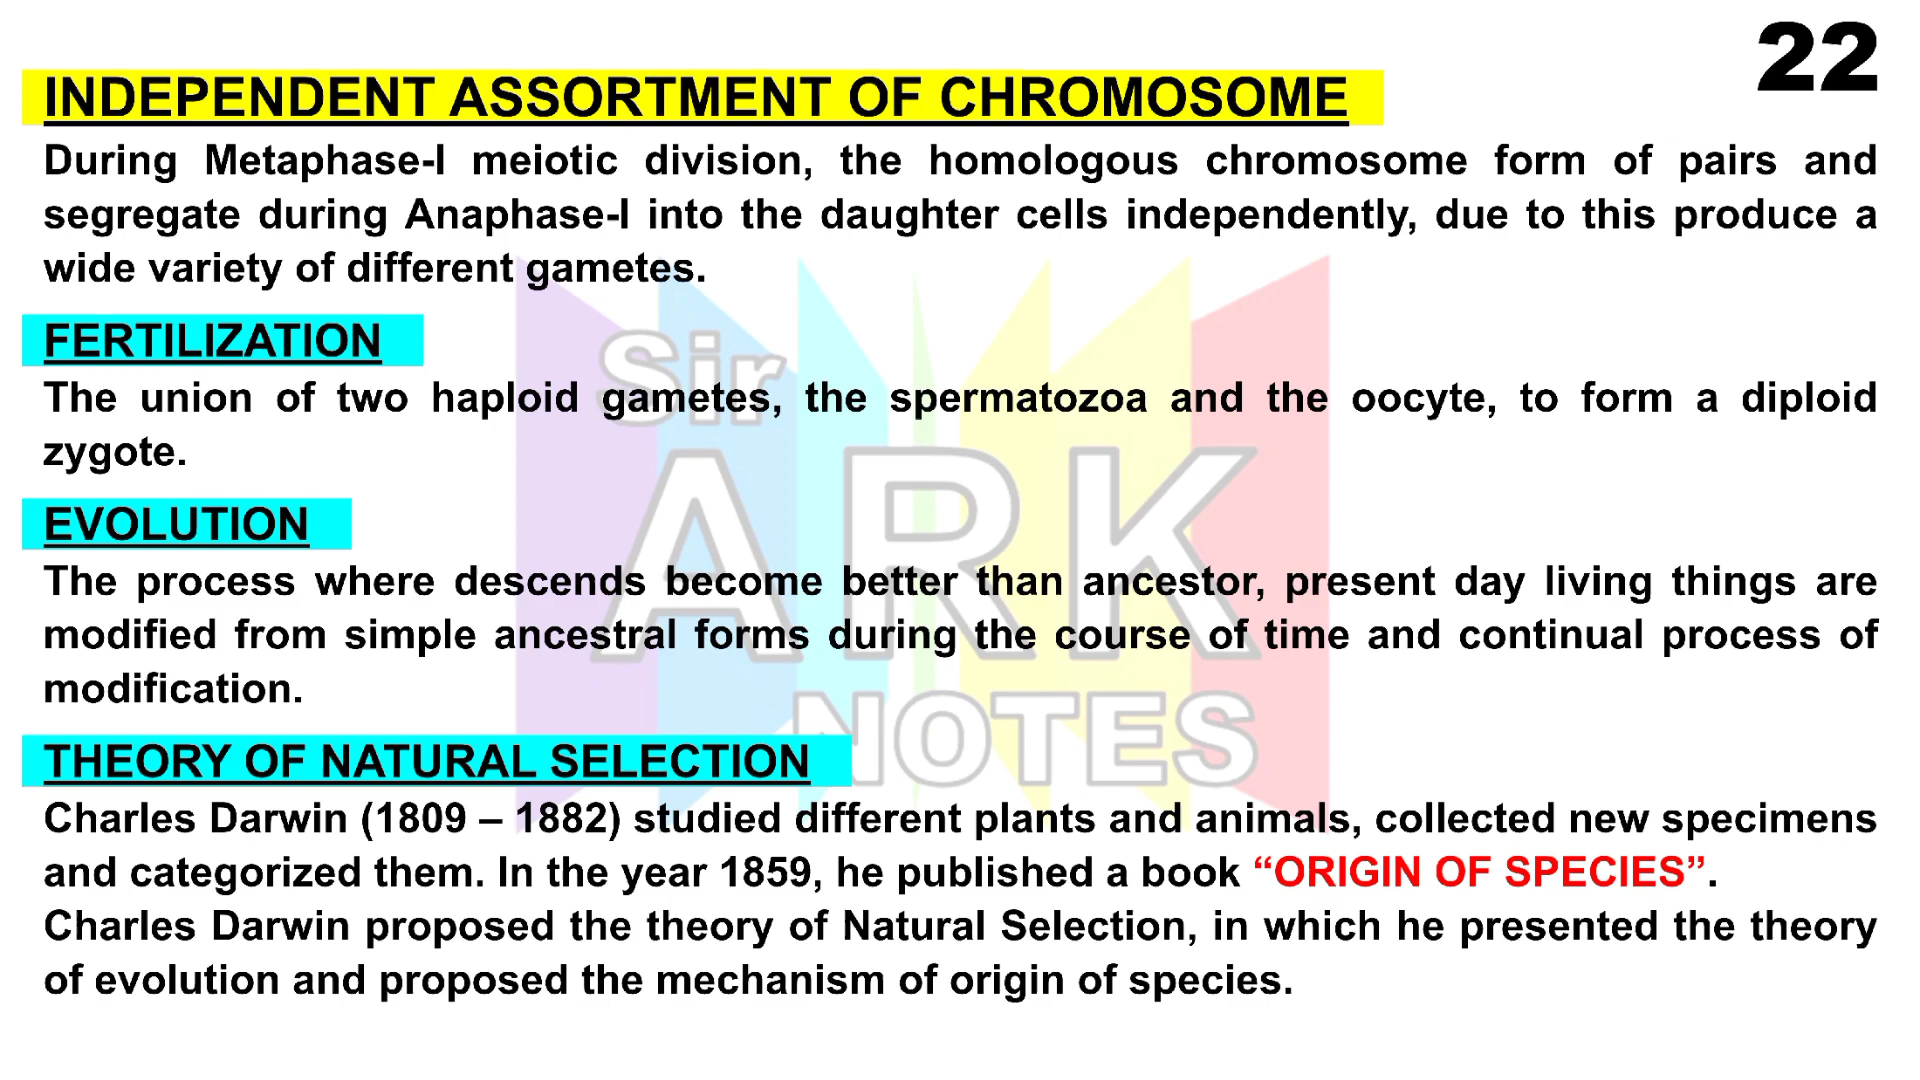 22
INDEPENDENT ASSORTMENT OF CHROMOSOME
During Metaphase-I meiotic division, the homologous chromosome form of pairs and
segregate during Anaphase-I into the daughter cells independently, due to this produce a
wide variety of different gametes.
FERTILIZATION
The union of two haploid gametes, the spermatozoa and the oocyte, to form a diploid
zygote.
EVOLUTION
The process where descends become better than ancestor, present day living things are
modified from simple ancestral forms during the course of time and continual process of
modification.
THEORY OF NATURAL SELECTION
Charles Darwin (1809 – 1882) studied different plants and animals, collected new specimens
and categorized them. In the year 1859, he published a book “ORIGIN OF SPECIES”.
Charles Darwin proposed the theory of Natural Selection, in which he presented the theory
of evolution and proposed the mechanism of origin of species.
Sir
ARK
NOTES